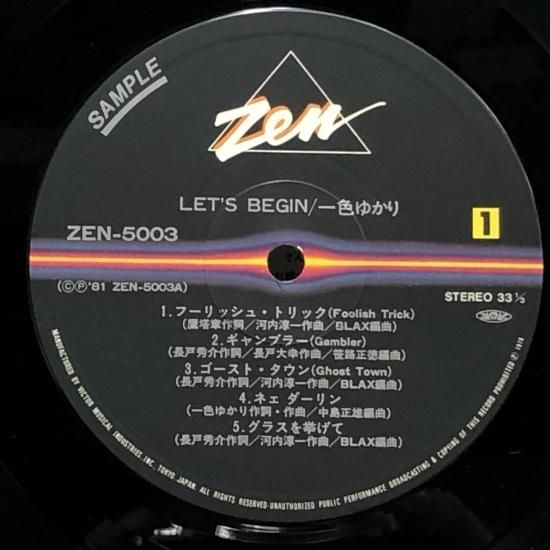 SAMPLE
Zen
LET'S BEGIN/一色ゆかり
1
ZEN-5003
(ⒸⓅ'81 ZEN-5003A)
STEREO 33⅓
1.フーリッシュ・トリック(Foolish Trick)
(鷹塔章作詞/河内淳一作曲/BLAX編曲)
2.ギャンブラー(Gambler)
(長戸秀介作詞/長戸大幸作曲/笹路正徳編曲)
3.ゴースト・タウン(Ghost Town)
(長戸秀介作詞/河内淳一作曲/BLAX編曲)
4.ネェ ダーリン
(一色ゆかり作詞・作曲/中島正雄編曲)
5.グラスを挙げて
(長戸秀介作詞/河内淳一作曲/BLAX編曲)
MANUFACTURED BY VICTOR MUSICAL INDUSTRIES, INC. TOKYO, JAPAN. ALL RIGHTS RESERVED·UNAUTHORIZED PUBLIC PERFORMANCE BROADCASTING & COPYING OF THIS RECORD PROHIBITED